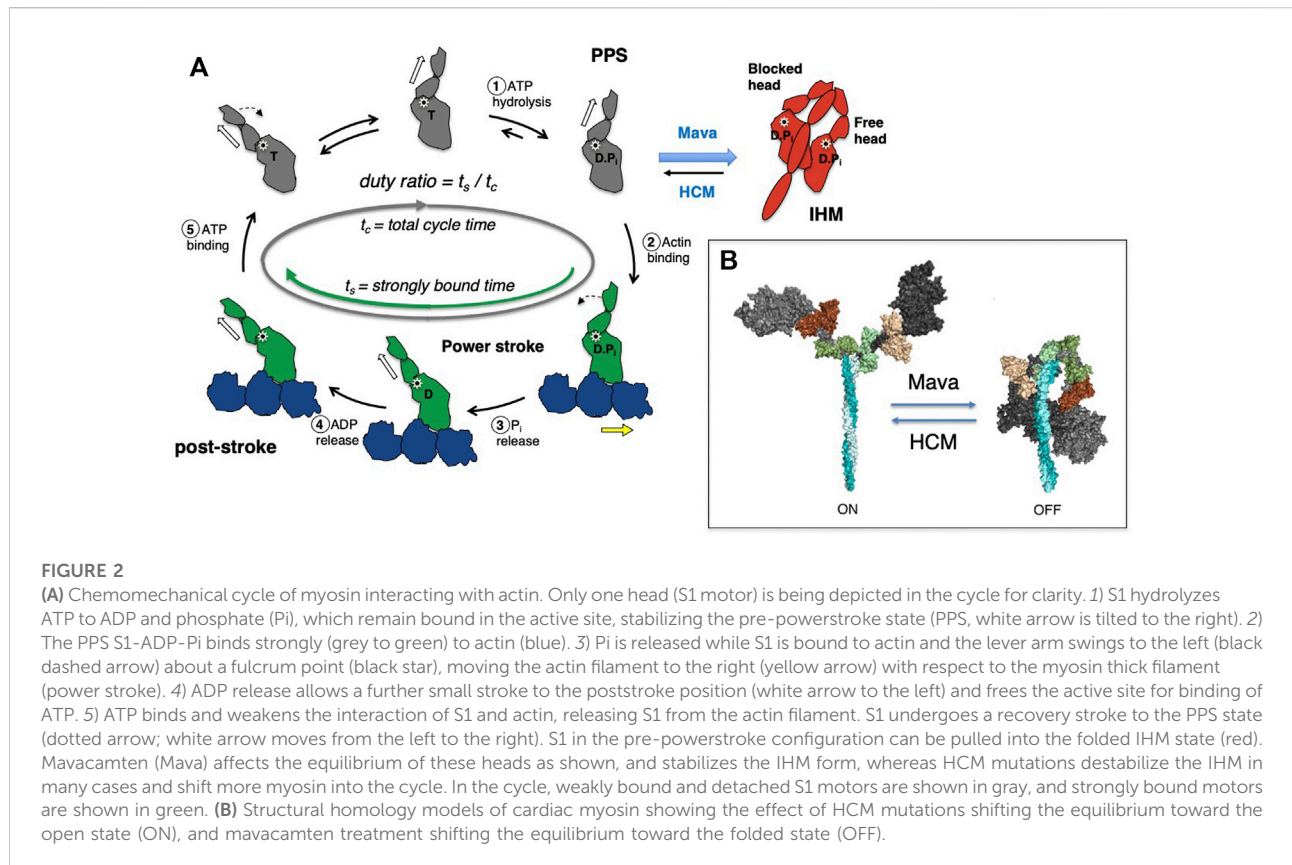 A
PPS
① ATP
hydrolysis
T
T
D.Pi
Mava
HCM
Blocked
head
Free
head
D.Pi
D.Pi
IHM
duty ratio = ts / tc
tc = total cycle time
ts = strongly bound time
⑤ ATP
binding
② Actin
binding
Power stroke
D.Pi
D
④ ADP
release
③ Pi
release
post-stroke
B
Mava
HCM
ON
OFF
FIGURE 2
(A) Chemomechanical cycle of myosin interacting with actin. Only one head (S1 motor) is being depicted in the cycle for clarity. 1) S1 hydrolyzes
ATP to ADP and phosphate (Pi), which remain bound in the active site, stabilizing the pre-powerstroke state (PPS, white arrow is tilted to the right). 2)
The PPS S1-ADP-Pi binds strongly (grey to green) to actin (blue). 3) Pi is released while S1 is bound to actin and the lever arm swings to the left (black
dashed arrow) about a fulcrum point (black star), moving the actin filament to the right (yellow arrow) with respect to the myosin thick filament
(power stroke). 4) ADP release allows a further small stroke to the poststroke position (white arrow to the left) and frees the active site for binding of
ATP. 5) ATP binds and weakens the interaction of S1 and actin, releasing S1 from the actin filament. S1 undergoes a recovery stroke to the PPS state
(dotted arrow; white arrow moves from the left to the right). S1 in the pre-powerstroke configuration can be pulled into the folded IHM state (red).
Mavacamten (Mava) affects the equilibrium of these heads as shown, and stabilizes the IHM form, whereas HCM mutations destabilize the IHM in
many cases and shift more myosin into the cycle. In the cycle, weakly bound and detached S1 motors are shown in gray, and strongly bound motors
are shown in green. (B) Structural homology models of cardiac myosin showing the effect of HCM mutations shifting the equilibrium toward the
open state (ON), and mavacamten treatment shifting the equilibrium toward the folded state (OFF).